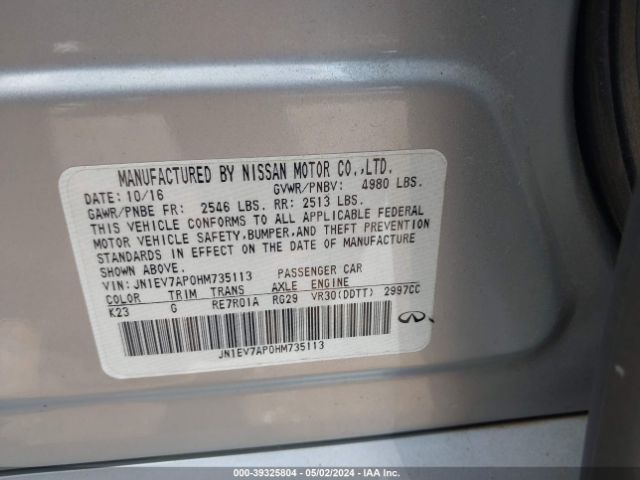 MANUFACTURED BY NISSAN MOTOR CO.,LTD.
DATE: 10/16 GVWR/PNBV: 4980 LBS.
GAWR/PNBE FR: 2546 LBS. RR: 2513 LBS.
THIS VEHICLE CONFORMS TO ALL APPLICABLE FEDERAL
MOTOR VEHICLE SAFETY,BUMPER,AND THEFT PREVENTION
STANDARDS IN EFFECT ON THE DATE OF MANUFACTURE
SHOWN ABOVE.
VIN: JN1EV7AP0HM735113 PASSENGER CAR
COLOR TRIM TRANS AXLE ENGINE
K23 G RE7R01A RG29 VR30(DDTT) 2997CC
JN1EV7AP0HM735113
000-39325804 - 05/02/2024 - IAA Inc.